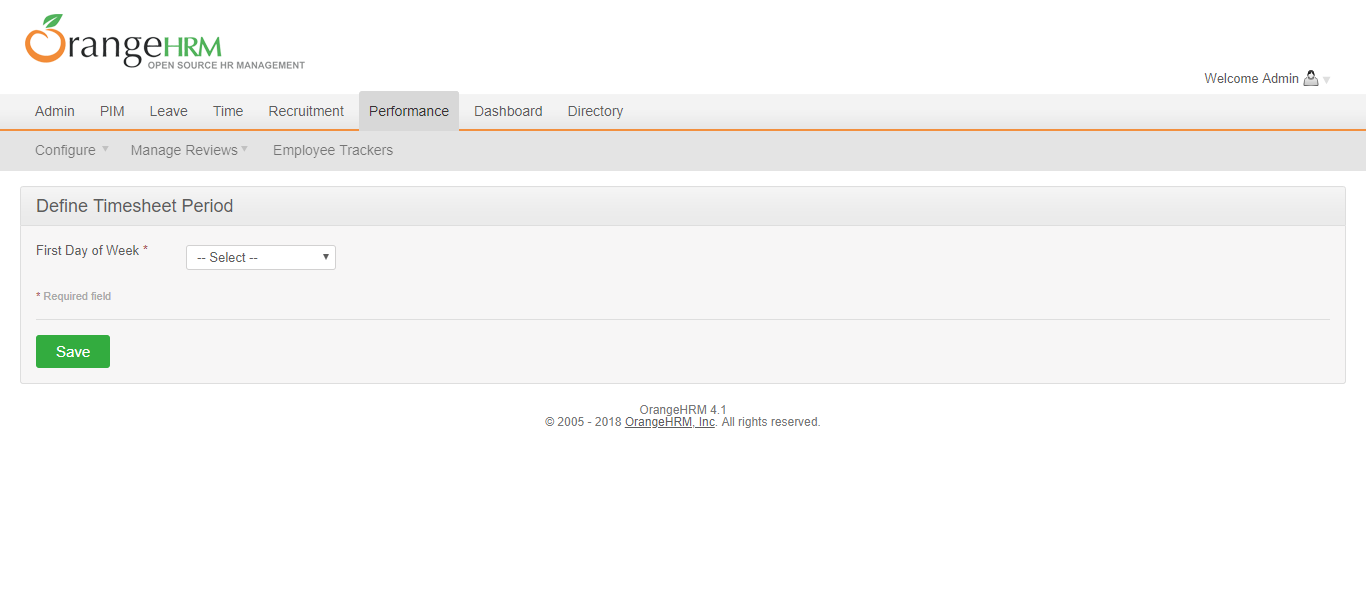 OrangeHRM
OPEN SOURCE HR MANAGEMENT
Welcome Admin
Admin PIM Leave Time Recruitment Performance Dashboard Directory
Configure Manage Reviews Employee Trackers
Define Timesheet Period
First Day of Week *
-- Select --
* Required field
Save
OrangeHRM 4.1
© 2005 - 2018 OrangeHRM, Inc. All rights reserved.